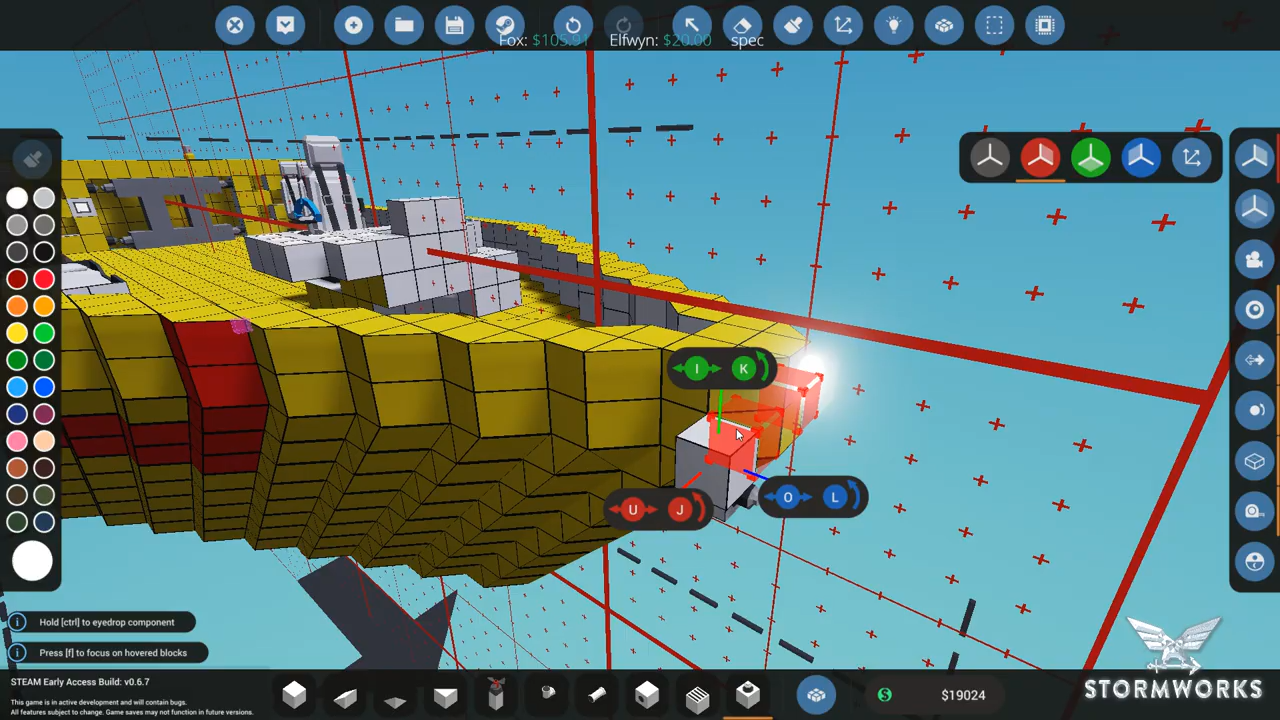 Fox: $105.91 Elfwyn: $20.00 spec
I K
U J
O L
Hold [ctrl] to eyedrop component
Press [f] to focus on hovered blocks
STEAM Early Access Build: v0.6.7
This game is in active development and will contain bugs.
All features subject to change. Game saves may not function in future versions.
$ $19024
STORMWORKS